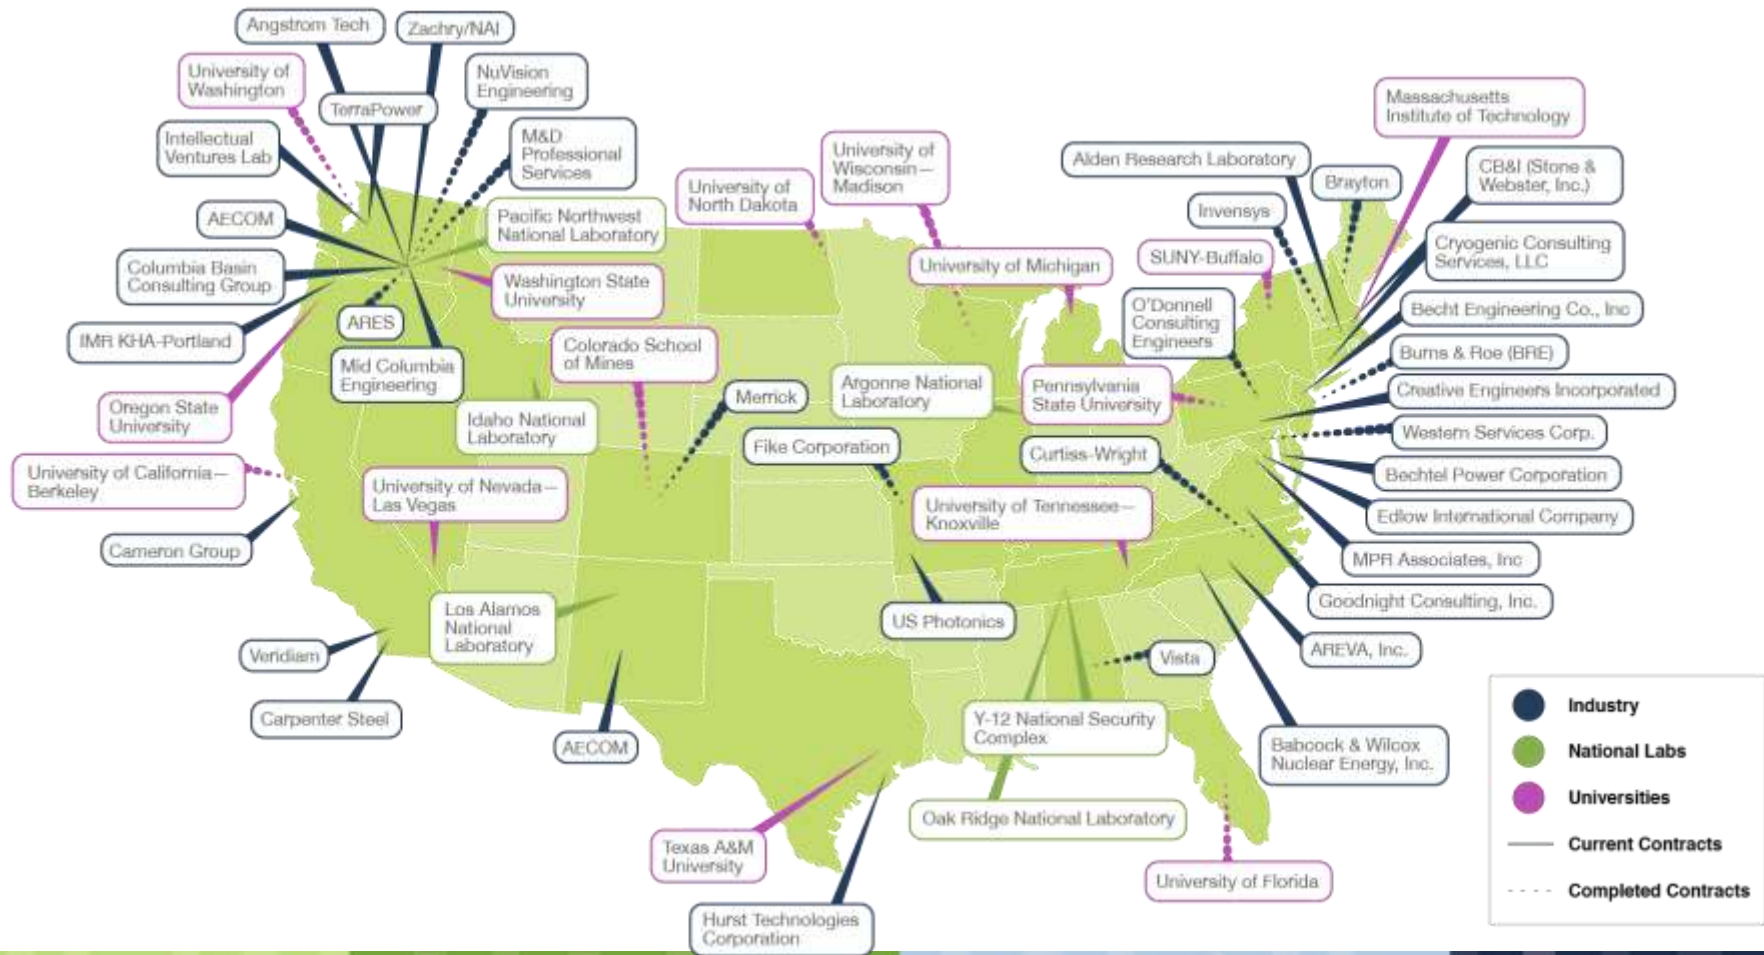 Angstrom Tech
Zachry/NAI
University of
Washington
NuVision
Engineering
TerraPower
Intellectual
Ventures Lab
M&D
Professional
Services
AECOM
Pacific Northwest
National Laboratory
Columbia Basin
Consulting Group
Washington State
University
ARES
IMR KHA-Portland
Mid Columbia
Engineering
Colorado School
of Mines
Oregon State
University
Idaho National
Laboratory
Merrick
University of California—
Berkeley
University of Nevada—
Las Vegas
Cameron Group
Los Alamos
National
Laboratory
Veridiam
Carpenter Steel
AECOM
University of
North Dakota
University of
Wisconsin—
Madison
University of Michigan
Argonne National
Laboratory
Fike Corporation
University of Tennessee—
Knoxville
US Photonics
Vista
Y-12 National Security
Complex
Oak Ridge National Laboratory
Texas A&M
University
Hurst Technologies
Corporation
University of Florida
Massachusetts
Institute of Technology
Alden Research Laboratory
Brayton
CB&I (Stone &
Webster, Inc.)
Invensys
SUNY-Buffalo
Cryogenic Consulting
Services, LLC
O'Donnell
Consulting
Engineers
Becht Engineering Co., Inc
Burns & Roe (BRE)
Pennsylvania
State University
Creative Engineers Incorporated
Curtiss-Wright
Western Services Corp.
Bechtel Power Corporation
Edlow International Company
MPR Associates, Inc
Goodnight Consulting, Inc.
AREVA, Inc.
Babcock & Wilcox
Nuclear Energy, Inc.
Industry
National Labs
Universities
Current Contracts
Completed Contracts